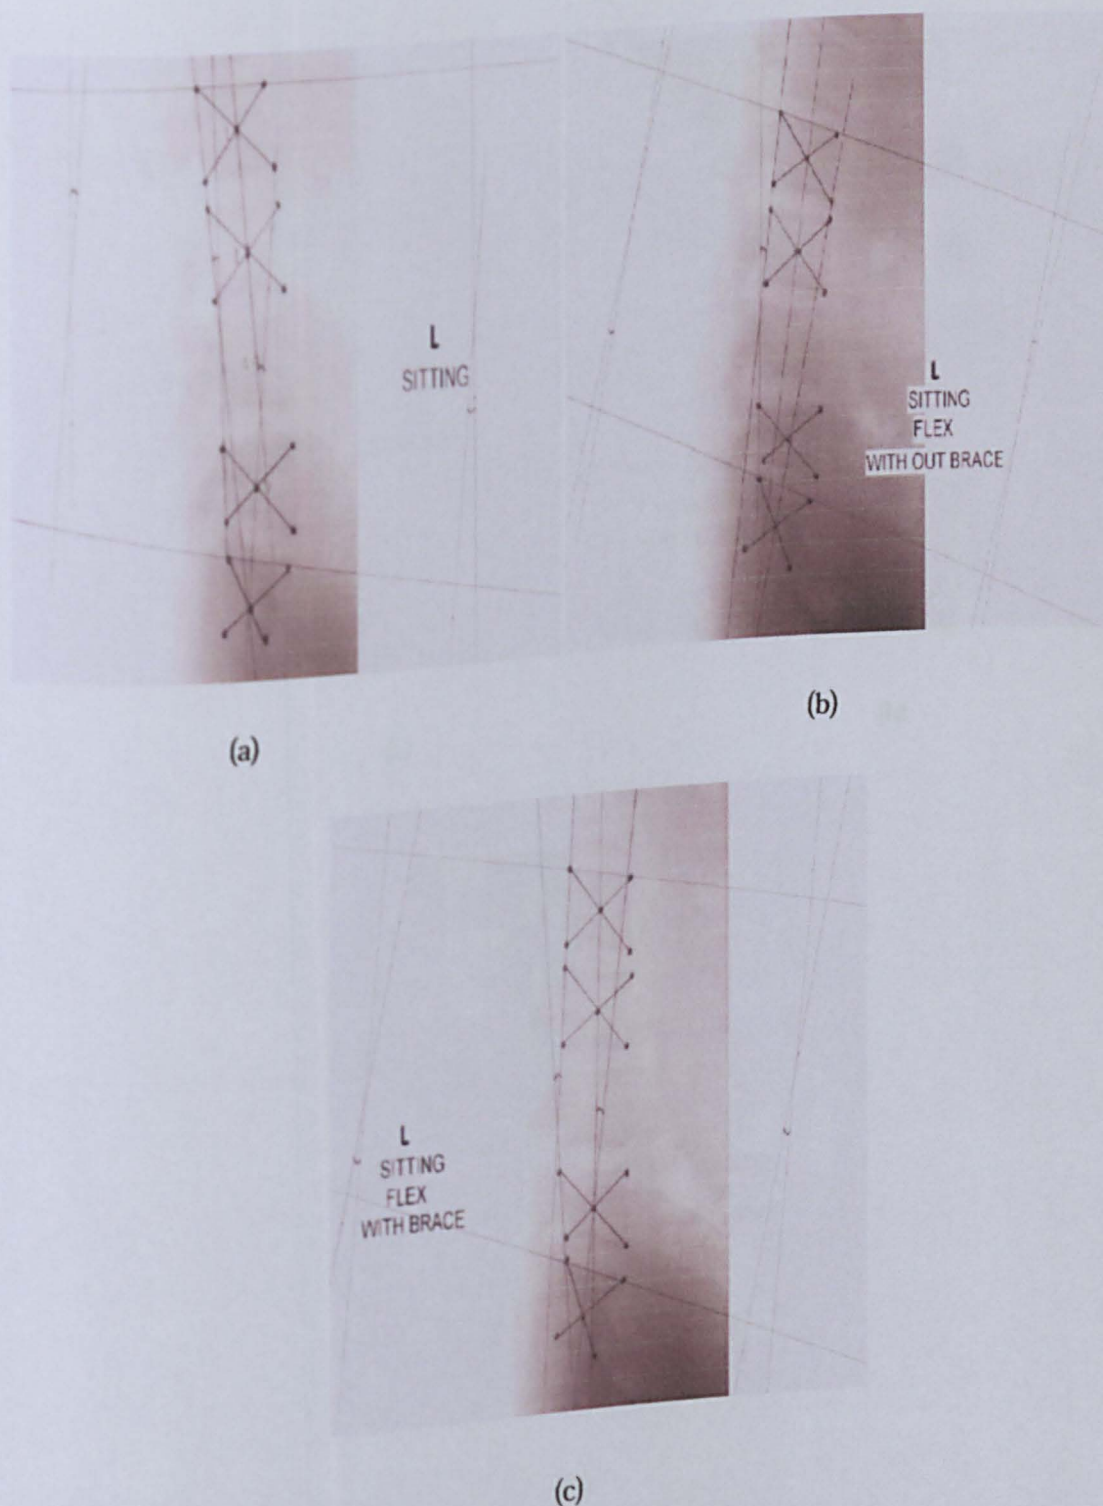 L
SITTING
L
SITTING
FLEX
WITH OUT BRACE
(a)
(b)
L
SITTING
FLEX
WITH BRACE
(c)